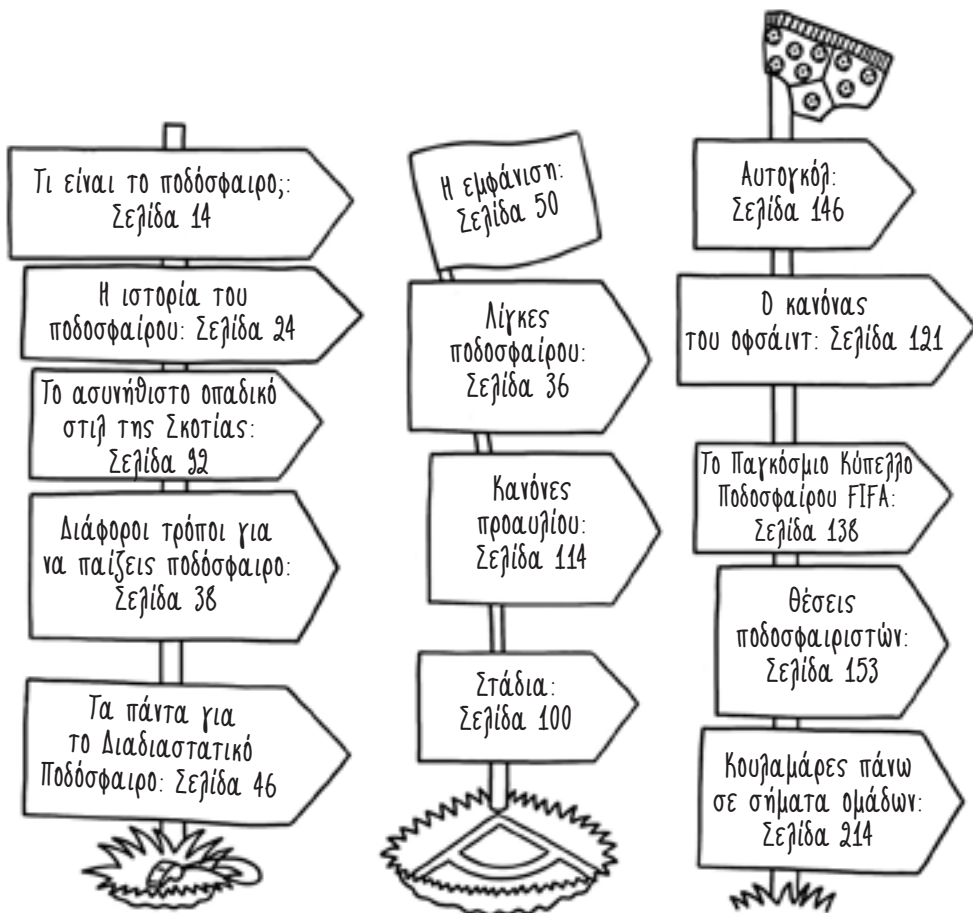 Τι είναι το ποδόσφαιρο;:
Σελίδα 14
Η ιστορία του
ποδοσφαίρου: Σελίδα 24
Το ασυνήθιστο οπαδικό
στιλ της Σκοτίας:
Σελίδα 92
Διάφοροι τρόποι για
να παίζεις ποδόσφαιρο:
Σελίδα 38
Τα πάντα για
το Διαδιαστατικό
Ποδόσφαιρο: Σελίδα 46
Η εμφάνιση:
Σελίδα 50
Λίγκες
ποδοσφαίρου:
Σελίδα 36
Κανόνες
προαυλίου:
Σελίδα 114
Στάδια:
Σελίδα 100
Αυτογκόλ:
Σελίδα 146
Ο κανόνας
του οφσάιντ: Σελίδα 121
Το Παγκόσμιο Κύπελλο
Ποδοσφαίρου FIFA:
Σελίδα 138
Θέσεις
ποδοσφαιριστών:
Σελίδα 153
Κουλαμάρες πάνω
σε σήματα ομάδων:
Σελίδα 214